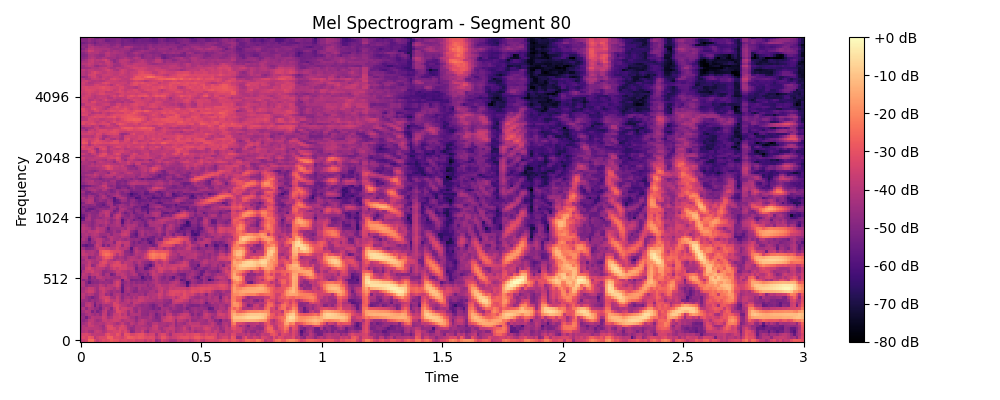 Mel Spectrogram - Segment 80
Frequency
4096
2048
1024
512
0
0
0.5
1
1.5
2
2.5
3
Time
+0 dB
-10 dB
-20 dB
-30 dB
-40 dB
-50 dB
-60 dB
-70 dB
-80 dB